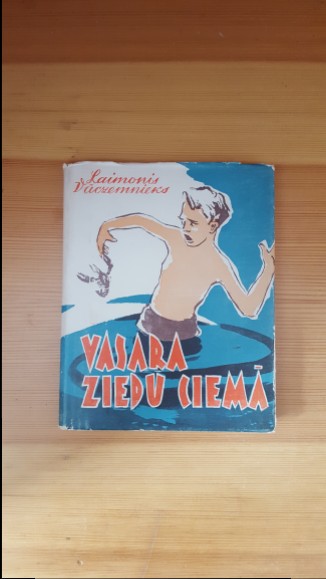 Laimonis
Vāczemnieks
VASARA
ZIEDU CIEMĀ